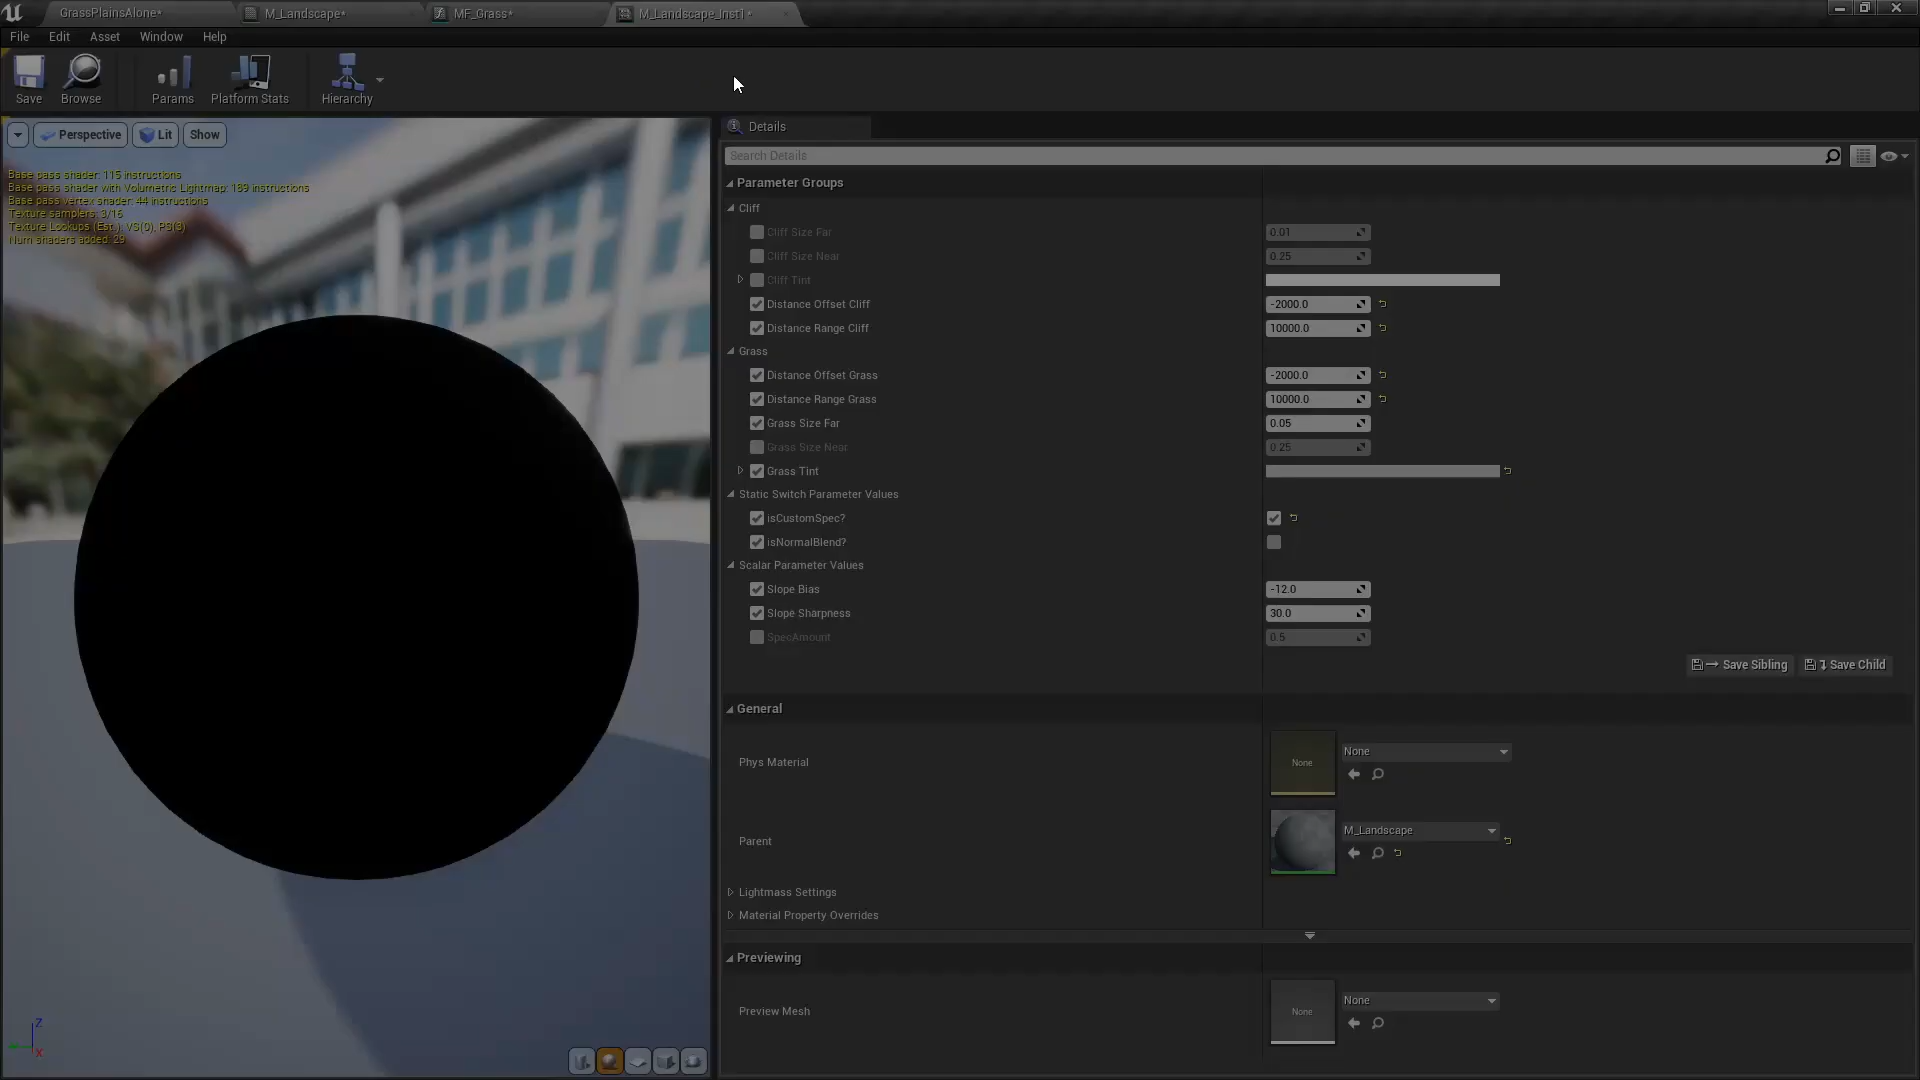 GrassPlainsAlone*
M_Landscape*
MF_Grass*
M_Landscape_Inst1*
File Edit Asset Window Help
Save Browse Params Platform Stats Hierarchy
Perspective Lit Show
Base pass shader: 115 instructions
Base pass shader with Volumetric Lightmap: 189 instructions
Base pass vertex shader: 44 instructions
Texture samplers: 3/16
Texture Lookups (Est.): VS(0), PS(3)
Num shaders added: 29
Z
X
Details
Search Details
Parameter Groups
Cliff
Cliff Size Far 0.01
Cliff Size Near 0.25
Cliff Tint
Distance Offset Cliff -2000.0
Distance Range Cliff 10000.0
Grass
Distance Offset Grass -2000.0
Distance Range Grass 10000.0
Grass Size Far 0.05
Grass Size Near 0.25
Grass Tint
Static Switch Parameter Values
isCustomSpec?
isNormalBlend?
Scalar Parameter Values
Slope Bias -12.0
Slope Sharpness 30.0
SpecAmount 0.5
Save Sibling Save Child
General
Phys Material None None
Parent M_Landscape
Lightmass Settings
Material Property Overrides
Previewing
Preview Mesh None None